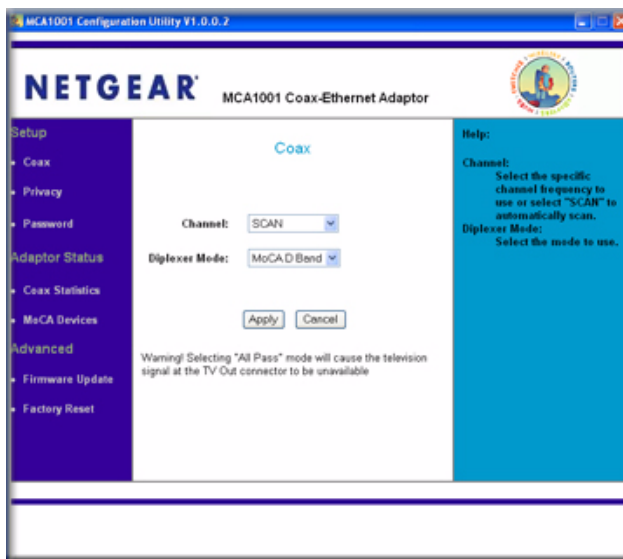 MCA1001 Configuration Utility V1.0.0.2
NETGEAR
MCA1001 Coax-Ethernet Adaptor
Setup
Coax
Privacy
Password
Adaptor Status
Coax Statistics
MoCA Devices
Advanced
Firmware Update
Factory Reset
Coax
Channel: SCAN
Diplexer Mode: MoCA D Band
Apply Cancel
Warning! Selecting "All Pass" mode will cause the television
signal at the TV Out connector to be unavailable
Help:
Channel:
Select the specific
channel frequency to
use or select "SCAN" to
automatically scan.
Diplexer Mode:
Select the mode to use.